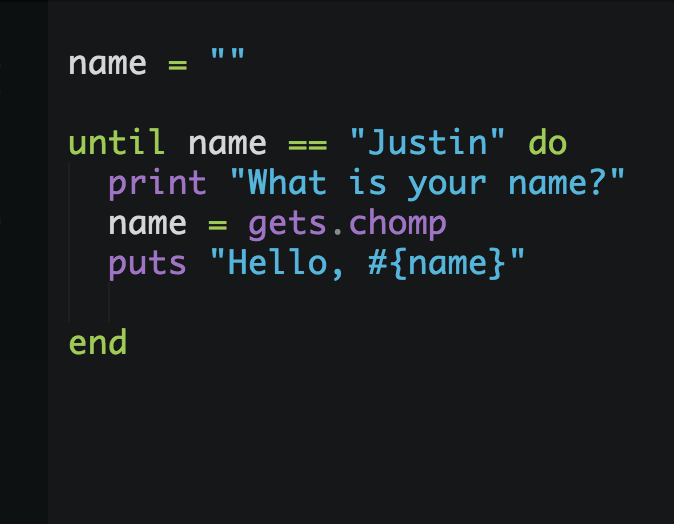 name = ""
until name == "Justin" do
print "What is your name?"
name = gets.chomp
puts "Hello, #{name}"
end